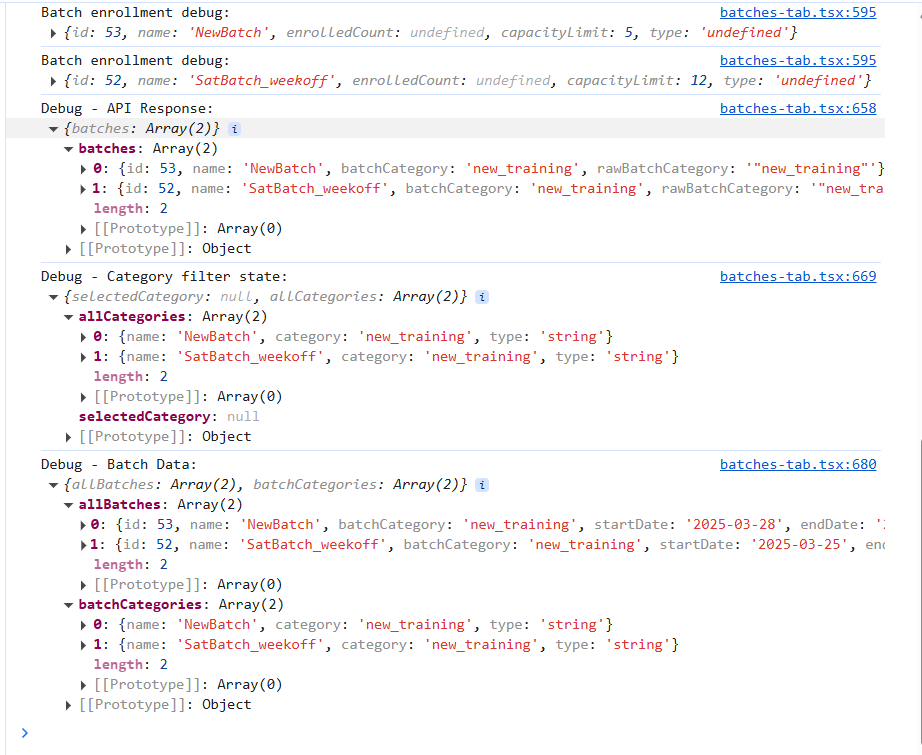 Batch enrollment debug: batches-tab.tsx:595
{id: 53, name: 'NewBatch', enrolledCount: undefined, capacityLimit: 5, type: 'undefined'}
Batch enrollment debug: batches-tab.tsx:595
{id: 52, name: 'SatBatch_weekoff', enrolledCount: undefined, capacityLimit: 12, type: 'undefined'}
Debug - API Response: batches-tab.tsx:658
{batches: Array(2)} i
batches: Array(2)
0: {id: 53, name: 'NewBatch', batchCategory: 'new_training', rawBatchCategory: '"new_training"'}
1: {id: 52, name: 'SatBatch_weekoff', batchCategory: 'new_training', rawBatchCategory: '"new_tra
length: 2
[[Prototype]]: Array(0)
[[Prototype]]: Object
Debug - Category filter state: batches-tab.tsx:669
{selectedCategory: null, allCategories: Array(2)} i
allCategories: Array(2)
0: {name: 'NewBatch', category: 'new_training', type: 'string'}
1: {name: 'SatBatch_weekoff', category: 'new_training', type: 'string'}
length: 2
[[Prototype]]: Array(0)
selectedCategory: null
[[Prototype]]: Object
Debug - Batch Data: batches-tab.tsx:680
{allBatches: Array(2), batchCategories: Array(2)} i
allBatches: Array(2)
0: {id: 53, name: 'NewBatch', batchCategory: 'new_training', startDate: '2025-03-28', endDate: '
1: {id: 52, name: 'SatBatch_weekoff', batchCategory: 'new_training', startDate: '2025-03-25', en
length: 2
[[Prototype]]: Array(0)
batchCategories: Array(2)
0: {name: 'NewBatch', category: 'new_training', type: 'string'}
1: {name: 'SatBatch_weekoff', category: 'new_training', type: 'string'}
length: 2
[[Prototype]]: Array(0)
[[Prototype]]: Object